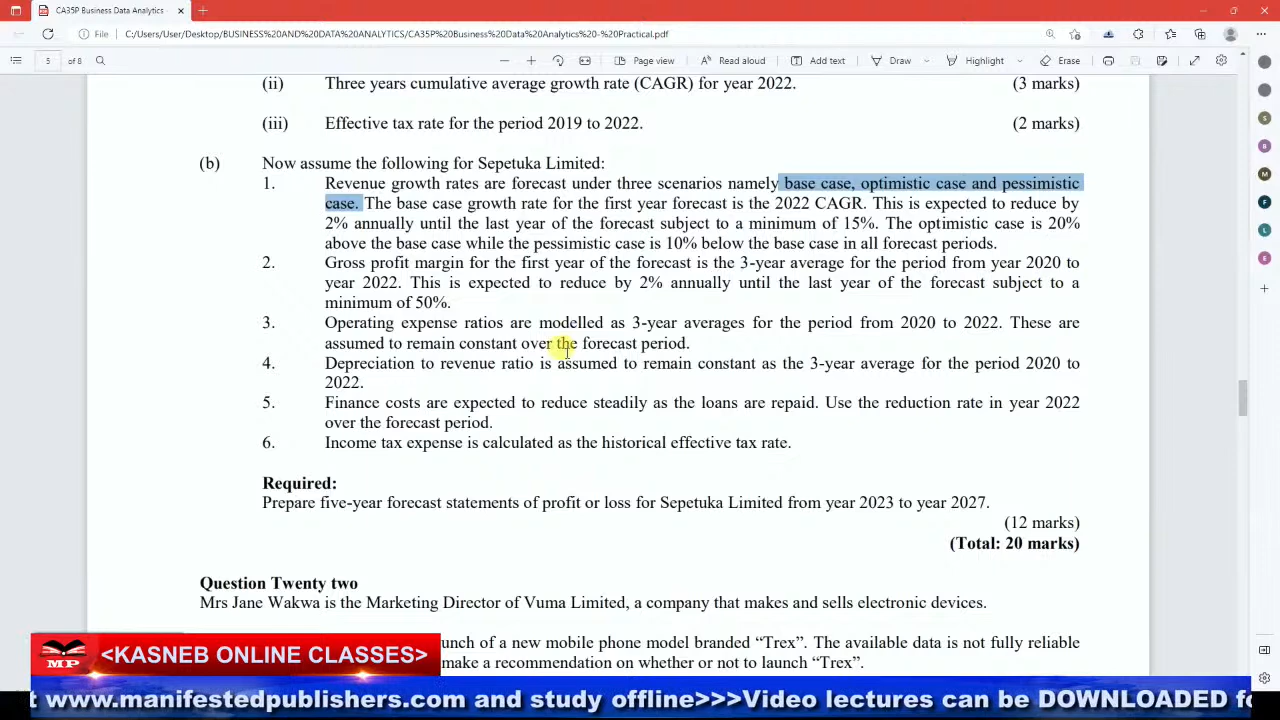 CA35P Business Data Analytics
File
C:/Users/User/Desktop/BUSINESS%20AND%20DATA%20ANALYTICS/CA35P%20Business%20Data%20Analytics%20-%20Practical.pdf
5 of 8
Page view
Read aloud
Add text
Draw
Highlight
Erase
(ii) Three years cumulative average growth rate (CAGR) for year 2022. (3 marks)
(iii) Effective tax rate for the period 2019 to 2022. (2 marks)
(b) Now assume the following for Sepetuka Limited:
1. Revenue growth rates are forecast under three scenarios namely base case, optimistic case and pessimistic
case. The base case growth rate for the first year forecast is the 2022 CAGR. This is expected to reduce by
2% annually until the last year of the forecast subject to a minimum of 15%. The optimistic case is 20%
above the base case while the pessimistic case is 10% below the base case in all forecast periods.
2. Gross profit margin for the first year of the forecast is the 3-year average for the period from year 2020 to
year 2022. This is expected to reduce by 2% annually until the last year of the forecast subject to a
minimum of 50%.
3. Operating expense ratios are modelled as 3-year averages for the period from 2020 to 2022. These are
assumed to remain constant over the forecast period.
4. Depreciation to revenue ratio is assumed to remain constant as the 3-year average for the period 2020 to
2022.
5. Finance costs are expected to reduce steadily as the loans are repaid. Use the reduction rate in year 2022
over the forecast period.
6. Income tax expense is calculated as the historical effective tax rate.
Required:
Prepare five-year forecast statements of profit or loss for Sepetuka Limited from year 2023 to year 2027.
(12 marks)
(Total: 20 marks)
Question Twenty two
Mrs Jane Wakwa is the Marketing Director of Vuma Limited, a company that makes and sells electronic devices.
unch of a new mobile phone model branded “Trex”. The available data is not fully reliable
make a recommendation on whether or not to launch “Trex”.
MP
<KASNEB ONLINE CLASSES>
t www.manifestedpublishers.com and study offline>>>Video lectures can be DOWNLOADED fo
S
B
M
F
L
E